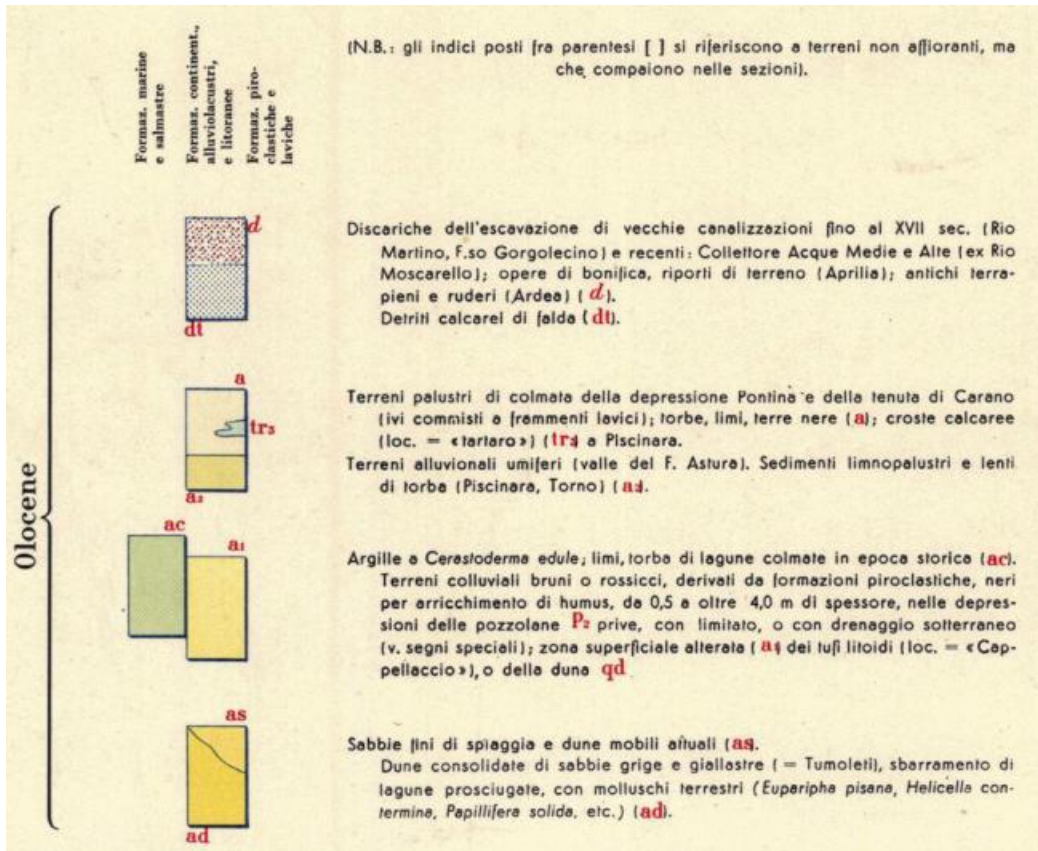 Formaz. marine
e salmastre
Formaz. continent.,
alluviolacustri,
e litoranee
Formaz. piro-
clastiche e
laviche
(N.B.: gli indici posti fra parentesi [ ] si riferiscono a terreni non affioranti, ma
che compaiono nelle sezioni).
Olocene
d
dt
Discariche dell'escavazione di vecchie canalizzazioni fino al XVII sec. (Rio
Martino, F.so Gorgolecino) e recenti: Collettore Acque Medie e Alte (ex Rio
Moscarello); opere di bonifica, riporti di terreno (Aprilia); antichi terra-
pieni e ruderi (Ardea) (d).
Detriti calcarei di falda (dt).
a
tr3
a2
Terreni palustri di colmata della depressione Pontina e della tenuta di Carano
(ivi commisti a frammenti lavici); torbe, limi, terre nere (a); croste calcaree
(loc. = «tartaro») (tr3) a Piscinara.
Terreni alluvionali umiferi (valle del F. Astura). Sedimenti limnopalustri e lenti
di torba (Piscinara, Torno) (a2).
ac
a1
Argille a Cerastoderma edule; limi, torba di lagune colmate in epoca storica (ac).
Terreni colluviali bruni o rossicci, derivati da formazioni piroclastiche, neri
per arricchimento di humus, da 0,5 a oltre 4,0 m di spessore, nelle depres-
sioni delle pozzolane P2 prive, con limitato, o con drenaggio sotterraneo
(v. segni speciali); zona superficiale alterata (a1) dei tufi litoidi (loc. = «Cap-
pellaccio»), o della duna qd
as
ad
Sabbie fini di spiaggia e dune mobili attuali (as).
Dune consolidate di sabbie grige e giallastre (= Tumoleti), sbarramento di
lagune prosciugate, con molluschi terrestri (Euparipha pisana, Helicella con-
termina, Papillifera solida, etc.) (ad).